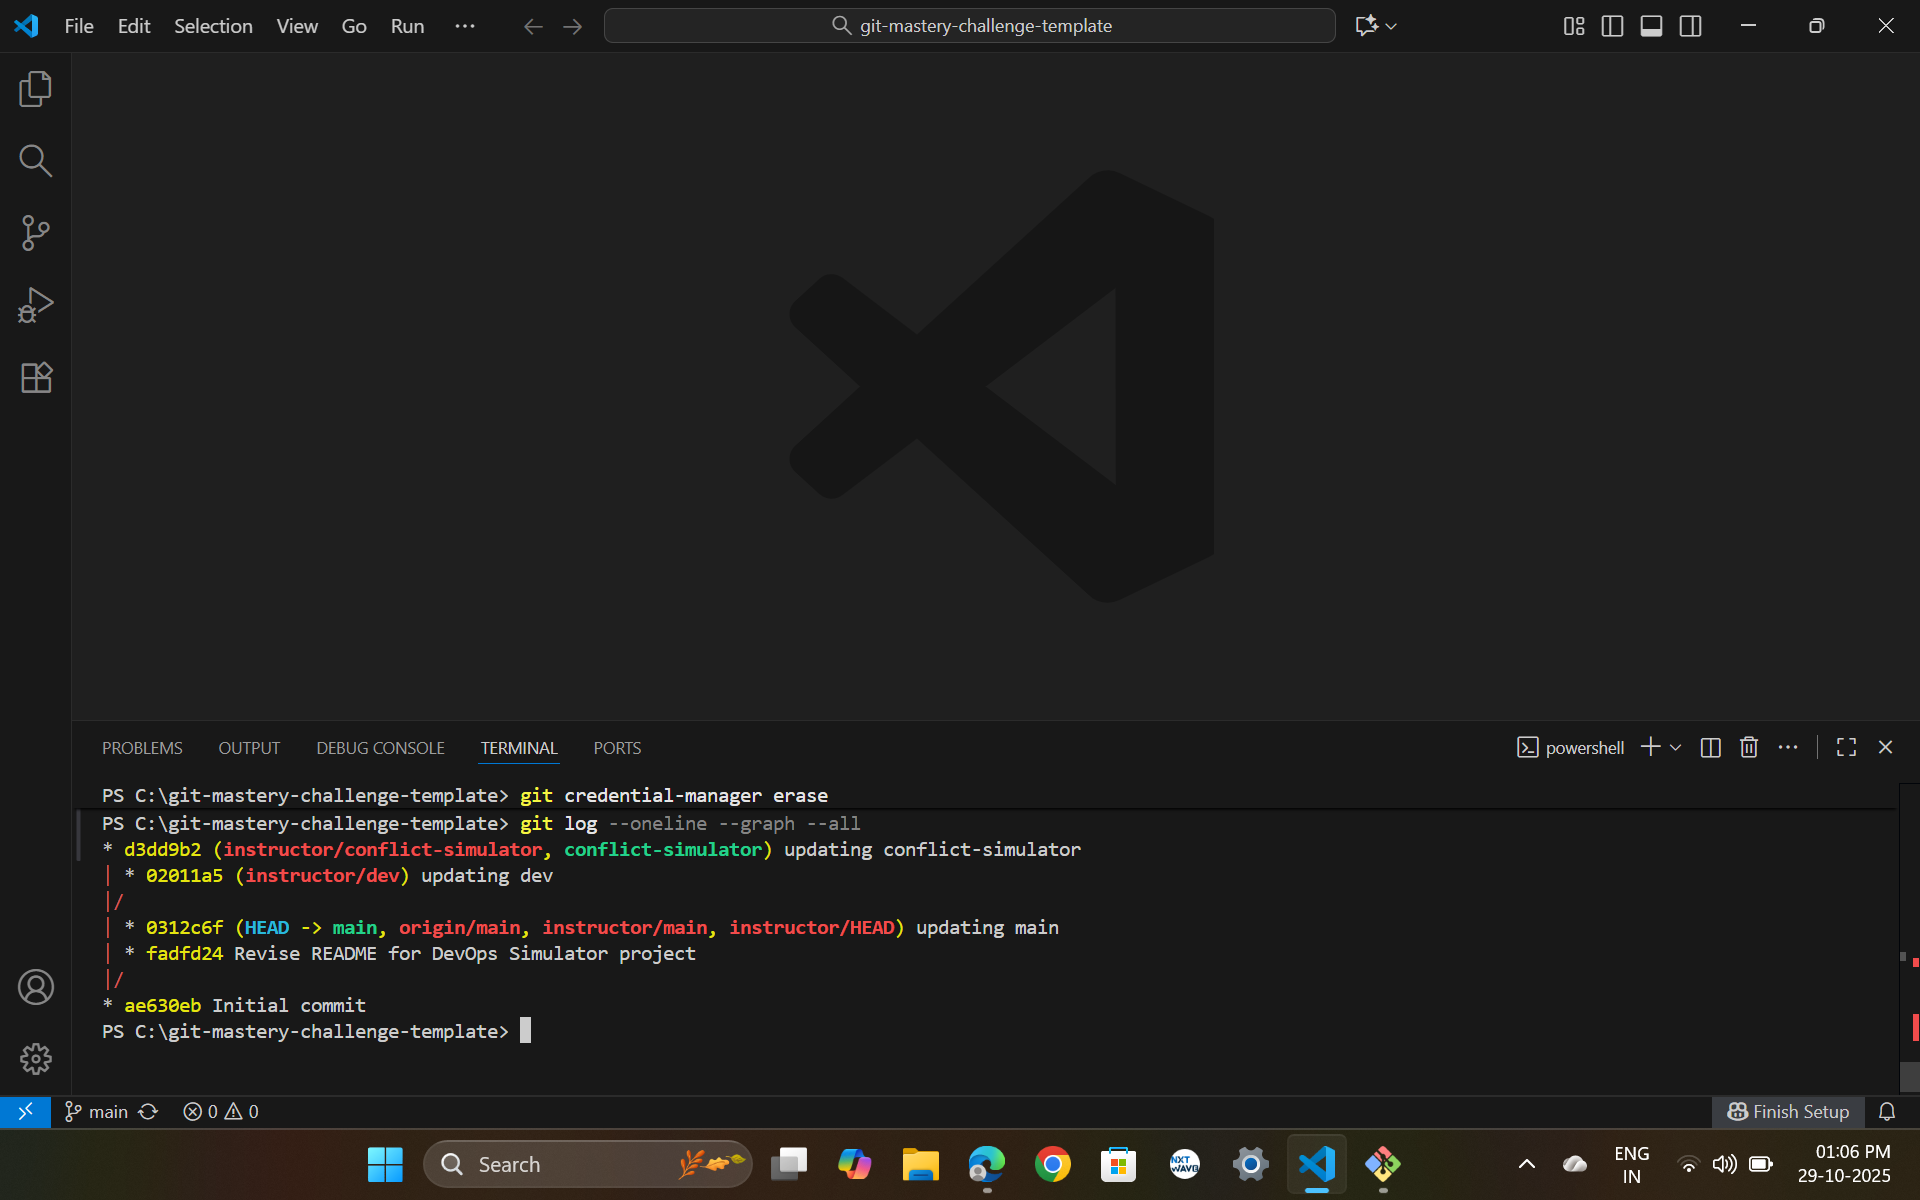 File Edit Selection View Go Run ···
git-mastery-challenge-template
PROBLEMS OUTPUT DEBUG CONSOLE TERMINAL PORTS
powershell
PS C:\git-mastery-challenge-template> git credential-manager erase
PS C:\git-mastery-challenge-template> git log --oneline --graph --all
* d3dd9b2 (instructor/conflict-simulator, conflict-simulator) updating conflict-simulator
| * 02011a5 (instructor/dev) updating dev
|/
| * 0312c6f (HEAD -> main, origin/main, instructor/main, instructor/HEAD) updating main
| * fadfd24 Revise README for DevOps Simulator project
|/
* ae630eb Initial commit
PS C:\git-mastery-challenge-template>
main 0 0
Finish Setup
Search
NXT WAVE
ENG
IN
01:06 PM
29-10-2025